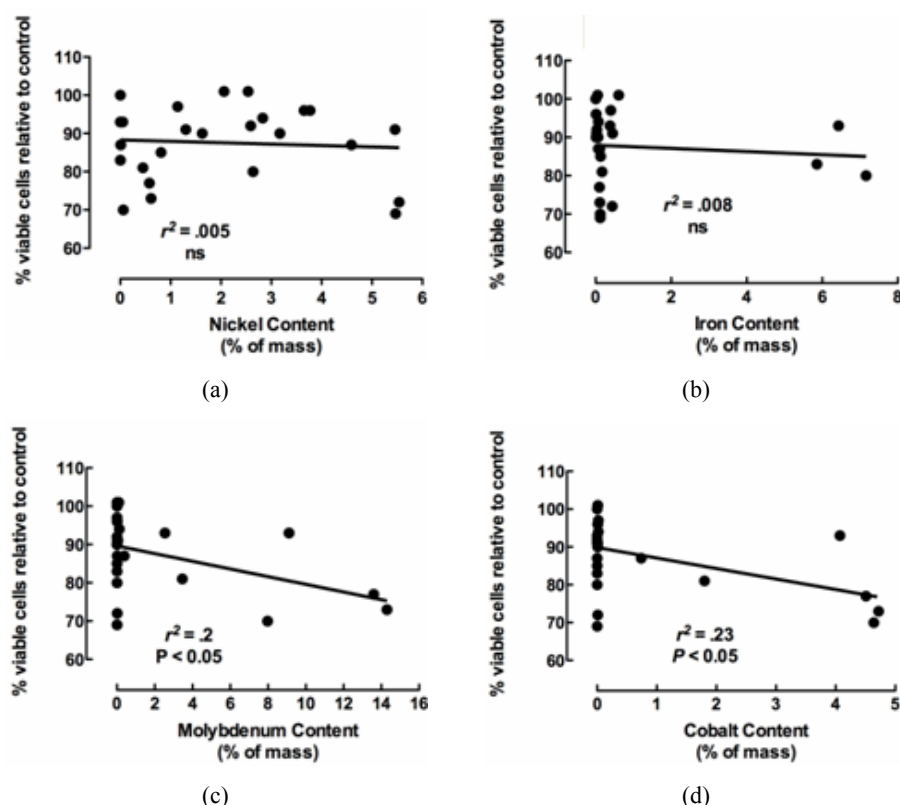 % viable cells relative to control
110
100
90
80
70
60
r² = .005
ns
0 1 2 3 4 5 6
Nickel Content
(% of mass)
(a)
% viable cells relative to control
110
100
90
80
70
60
r² = .008
ns
0 2 4 6 8
Iron Content
(% of mass)
(b)
% viable cells relative to control
110
100
90
80
70
60
r² = .2
P < 0.05
0 2 4 6 8 10 12 14 16
Molybdenum Content
(% of mass)
(c)
% viable cells relative to control
110
100
90
80
70
60
r² = .23
P < 0.05
0 1 2 3 4 5
Cobalt Content
(% of mass)
(d)